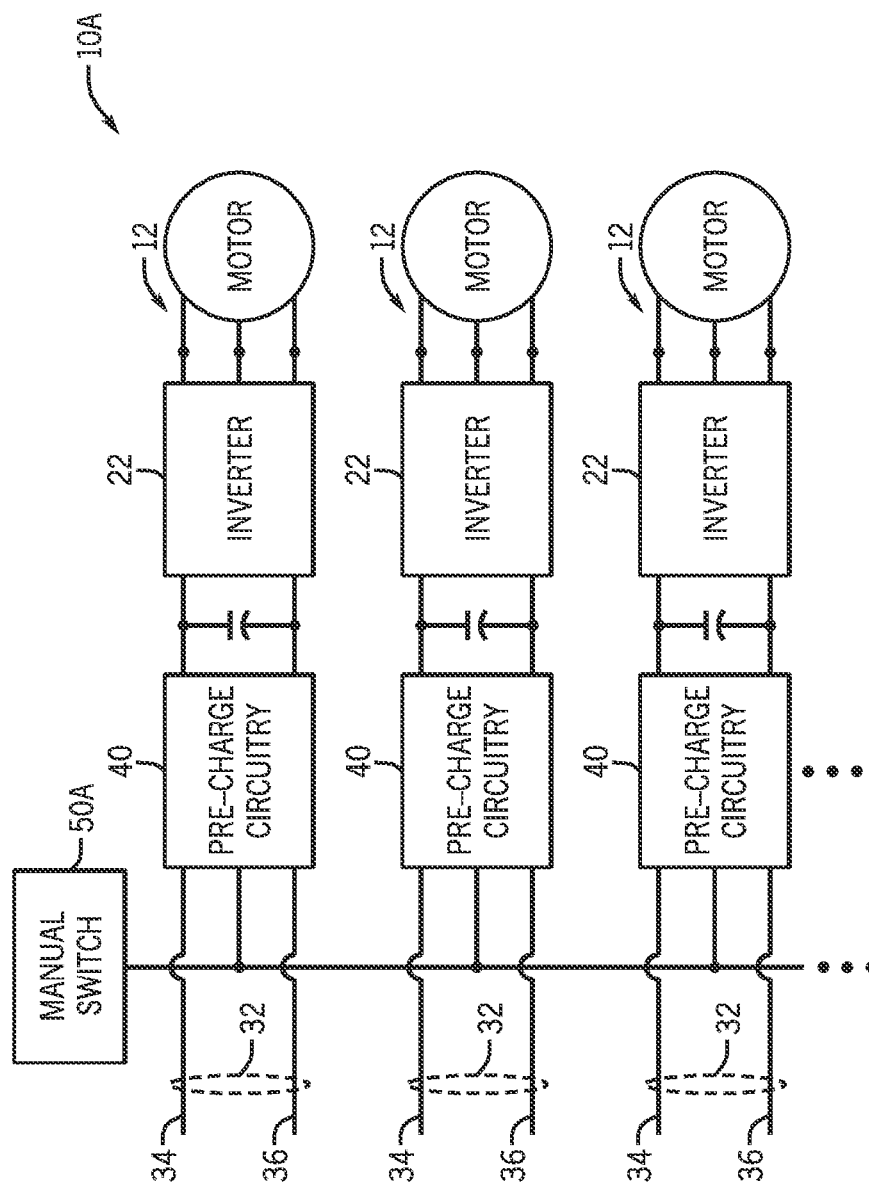 10A
MANUAL
SWITCH
50A
34
36
32
40
PRE-CHARGE
CIRCUITRY
22
INVERTER
12
MOTOR
34
36
32
40
PRE-CHARGE
CIRCUITRY
22
INVERTER
12
MOTOR
34
36
32
40
PRE-CHARGE
CIRCUITRY
22
INVERTER
12
MOTOR